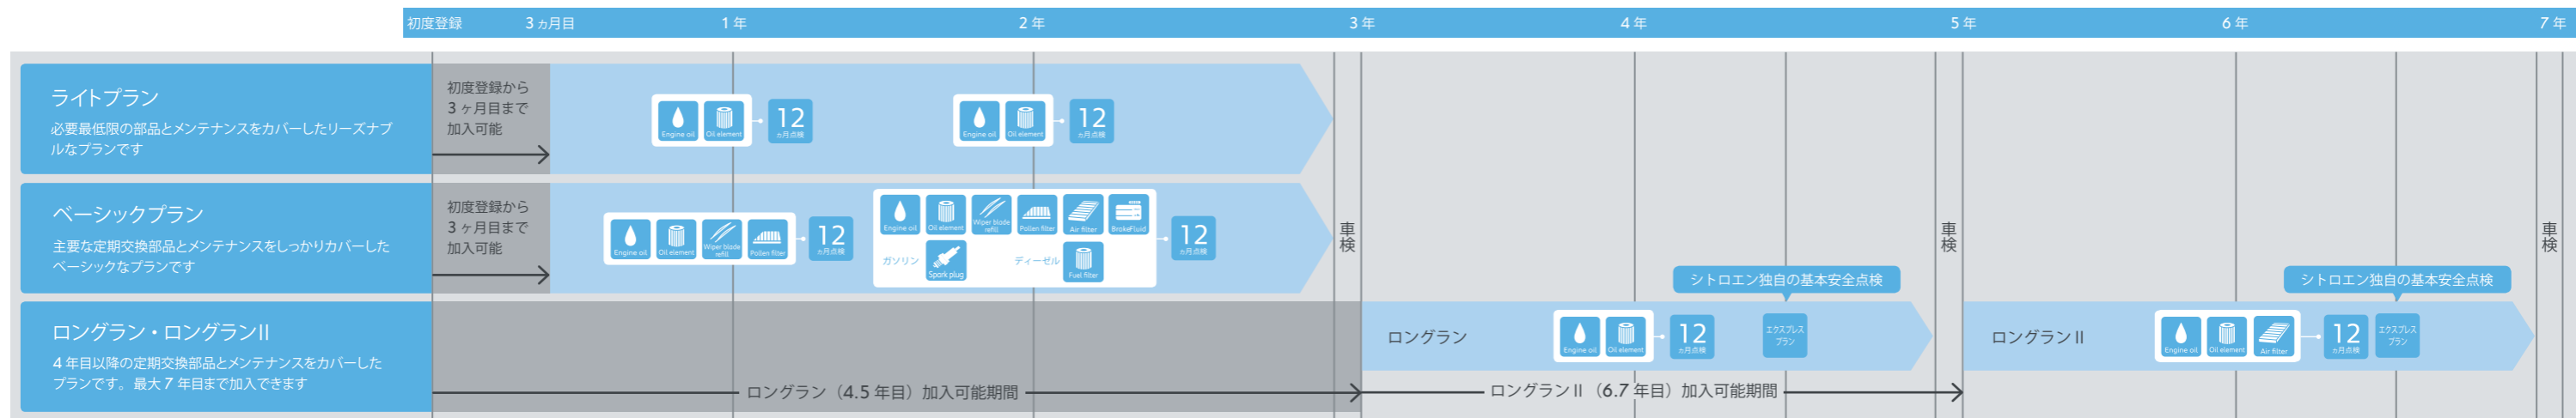 初度登録 3 ヵ月目 1 年 2 年 3 年 4 年 5 年 6 年 7 年
ライトプラン
必要最低限の部品とメンテナンスをカバーしたリーズナブ
ルなプランです
初度登録から
3 ヶ月目まで
加入可能
Engine oil Oil element 12
ヵ月点検
Engine oil Oil element 12
ヵ月点検
ベーシックプラン
主要な定期交換部品とメンテナンスをしっかりカバーした
ベーシックなプランです
初度登録から
3 ヶ月目まで
加入可能
Engine oil Oil element Wiper blade
refill Pollen filter 12
ヵ月点検
Engine oil Oil element Wiper blade
refill Pollen filter Air filter BrokeFluid
ガソリン Spork plug ディーゼル Fuel filter
12
ヵ月点検
車検
車検
車検
ロングラン・ロングランII
4 年目以降の定期交換部品とメンテナンスをカバーした
プランです。最大 7 年目まで加入できます
シトロエン独自の基本安全点検
ロングラン Engine oil Oil element 12
ヵ月点検
エクスプレス
プラン
シトロエン独自の基本安全点検
ロングラン II Engine oil Oil element Air filter 12
ヵ月点検
エクスプレス
プラン
ロングラン（4.5 年目）加入可能期間
ロングラン II （6.7 年目）加入可能期間